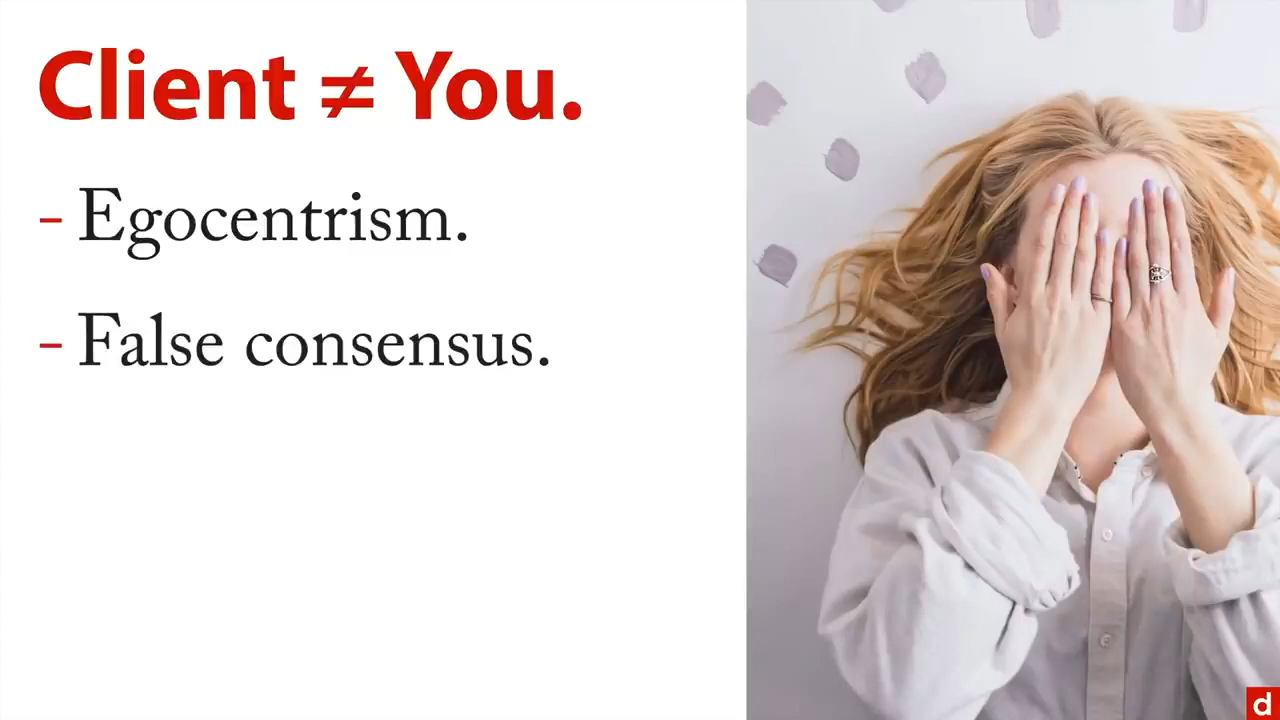 Client ≠ You.
- Egocentrism.
- False consensus.
d